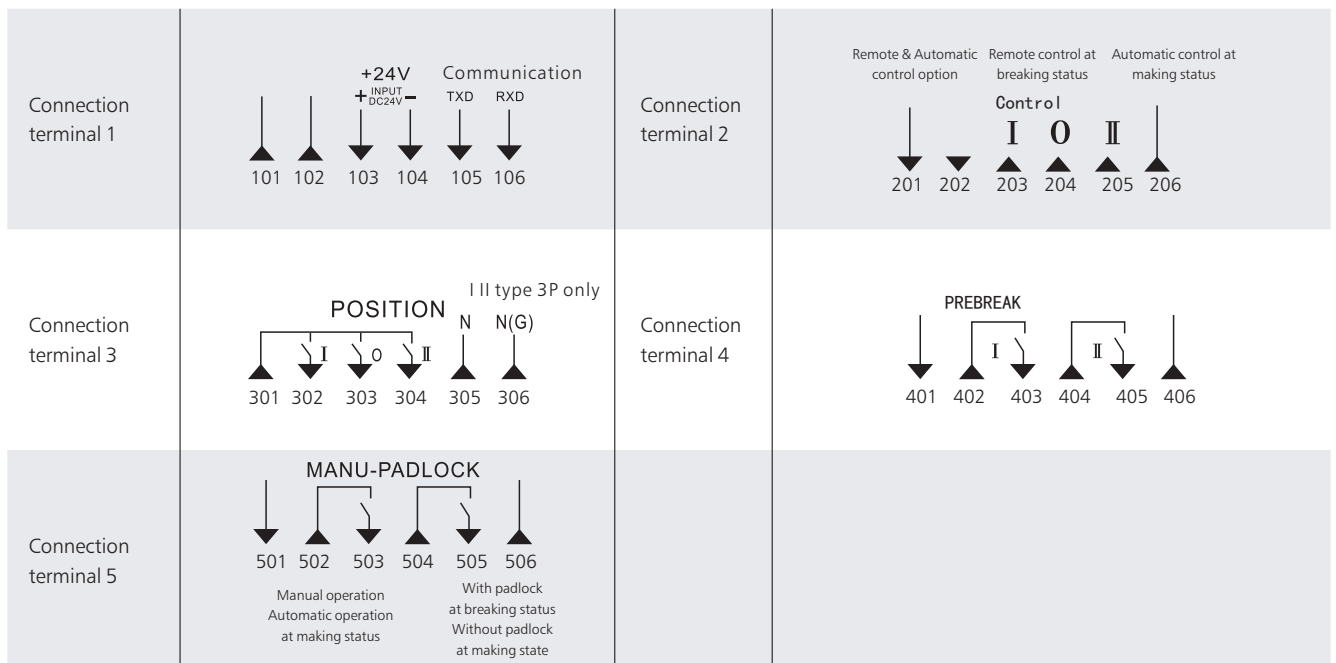 Connection
terminal 1
+24V
+ INPUT DC24V −
Communication
TXD RXD
101 102 103 104 105 106
Connection
terminal 2
Remote & Automatic
control option
Remote control at
breaking status
Automatic control at
making status
Control
I O II
201 202 203 204 205 206
Connection
terminal 3
I II type 3P only
POSITION
N N(G)
I O II
301 302 303 304 305 306
Connection
terminal 4
PREBREAK
I II
401 402 403 404 405 406
Connection
terminal 5
MANU-PADLOCK
501 502 503 504 505 506
Manual operation
Automatic operation
at making status
With padlock
at breaking status
Without padlock
at making state